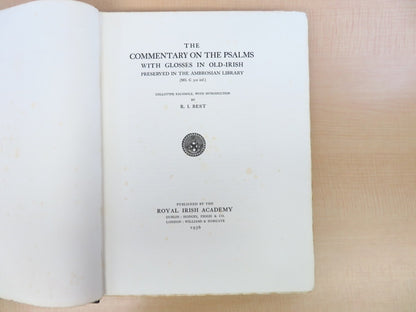 THE
COMMENTARY ON THE PSALMS
WITH GLOSSES IN OLD-IRISH
PRESERVED IN THE AMBROSIAN LIBRARY
(MS. C 301 inf.)
COLLOTYPE FACSIMILE, WITH INTRODUCTION
BY
R. I. BEST
PUBLISHED BY THE
ROYAL IRISH ACADEMY
DUBLIN: HODGES, FIGGIS & CO.
LONDON: WILLIAMS & NORGATE
1936